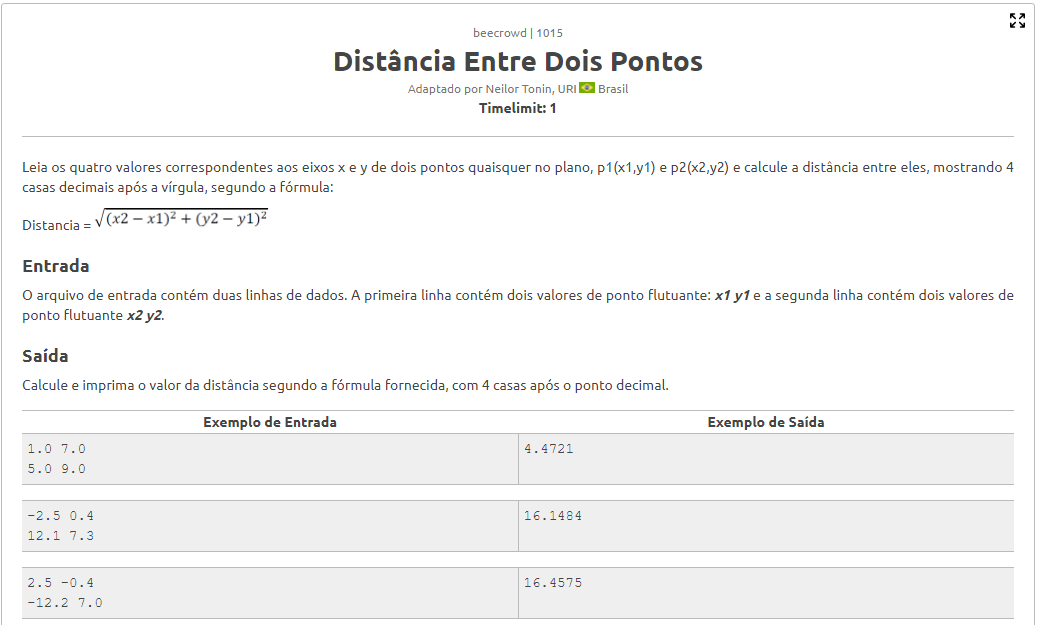 beecrowd | 1015
Distância Entre Dois Pontos
Adaptado por Neilor Tonin, URI Brasil
Timelimit: 1
Leia os quatro valores correspondentes aos eixos x e y de dois pontos quaisquer no plano, p1(x1,y1) e p2(x2,y2) e calcule a distância entre eles, mostrando 4
casas decimais após a vírgula, segundo a fórmula:
Distancia = √(x2 − x1)² + (y2 − y1)²
Entrada
O arquivo de entrada contém duas linhas de dados. A primeira linha contém dois valores de ponto flutuante: x1 y1 e a segunda linha contém dois valores de
ponto flutuante x2 y2.
Saída
Calcule e imprima o valor da distância segundo a fórmula fornecida, com 4 casas após o ponto decimal.
Exemplo de Entrada Exemplo de Saída
1.0 7.0 4.4721
5.0 9.0
-2.5 0.4 16.1484
12.1 7.3
2.5 -0.4 16.4575
-12.2 7.0